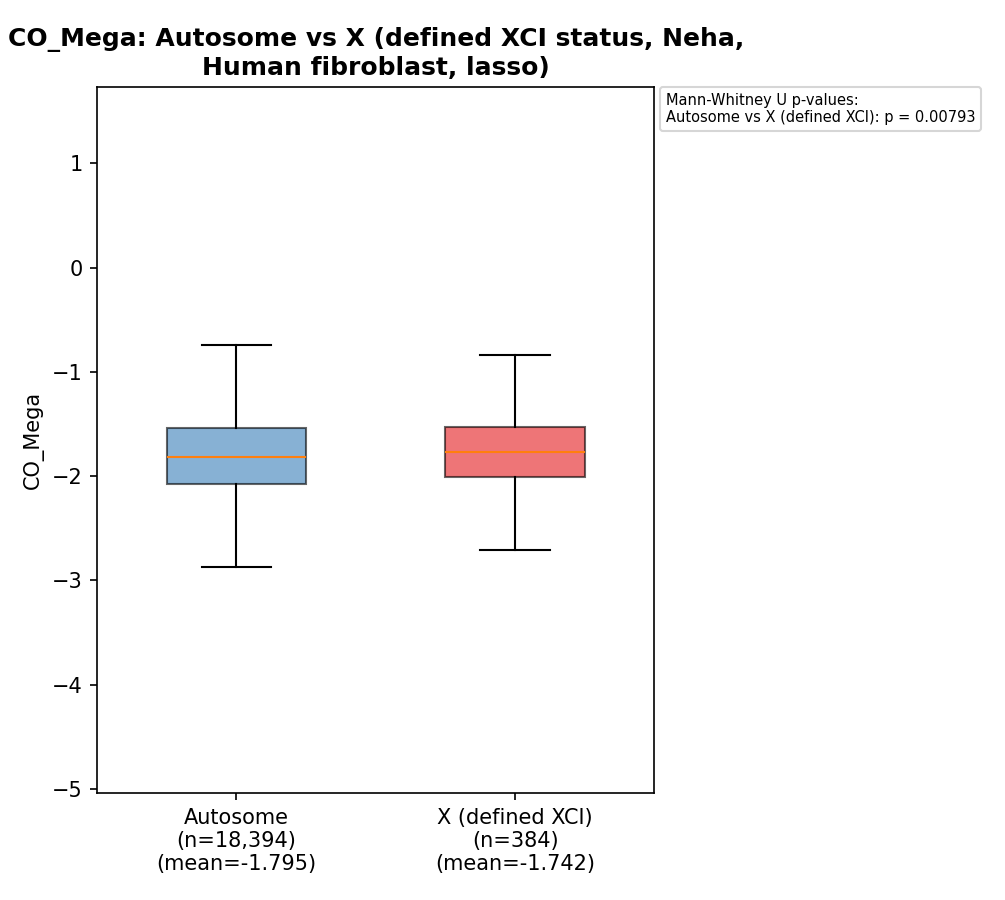 CO_Mega: Autosome vs X (defined XCI status, Neha,
Human fibroblast, lasso)
Mann-Whitney U p-values:
Autosome vs X (defined XCI): p = 0.00793
CO_Mega
1
0
−1
−2
−3
−4
−5
Autosome
(n=18,394)
(mean=-1.795)
X (defined XCI)
(n=384)
(mean=-1.742)